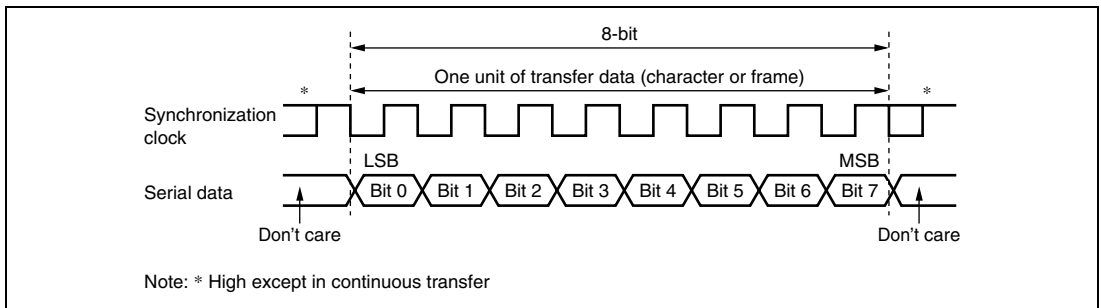 8-bit
One unit of transfer data (character or frame)
* *
Synchronization
clock
LSB MSB
Serial data Bit 0 Bit 1 Bit 2 Bit 3 Bit 4 Bit 5 Bit 6 Bit 7
Don't care Don't care
Note: * High except in continuous transfer